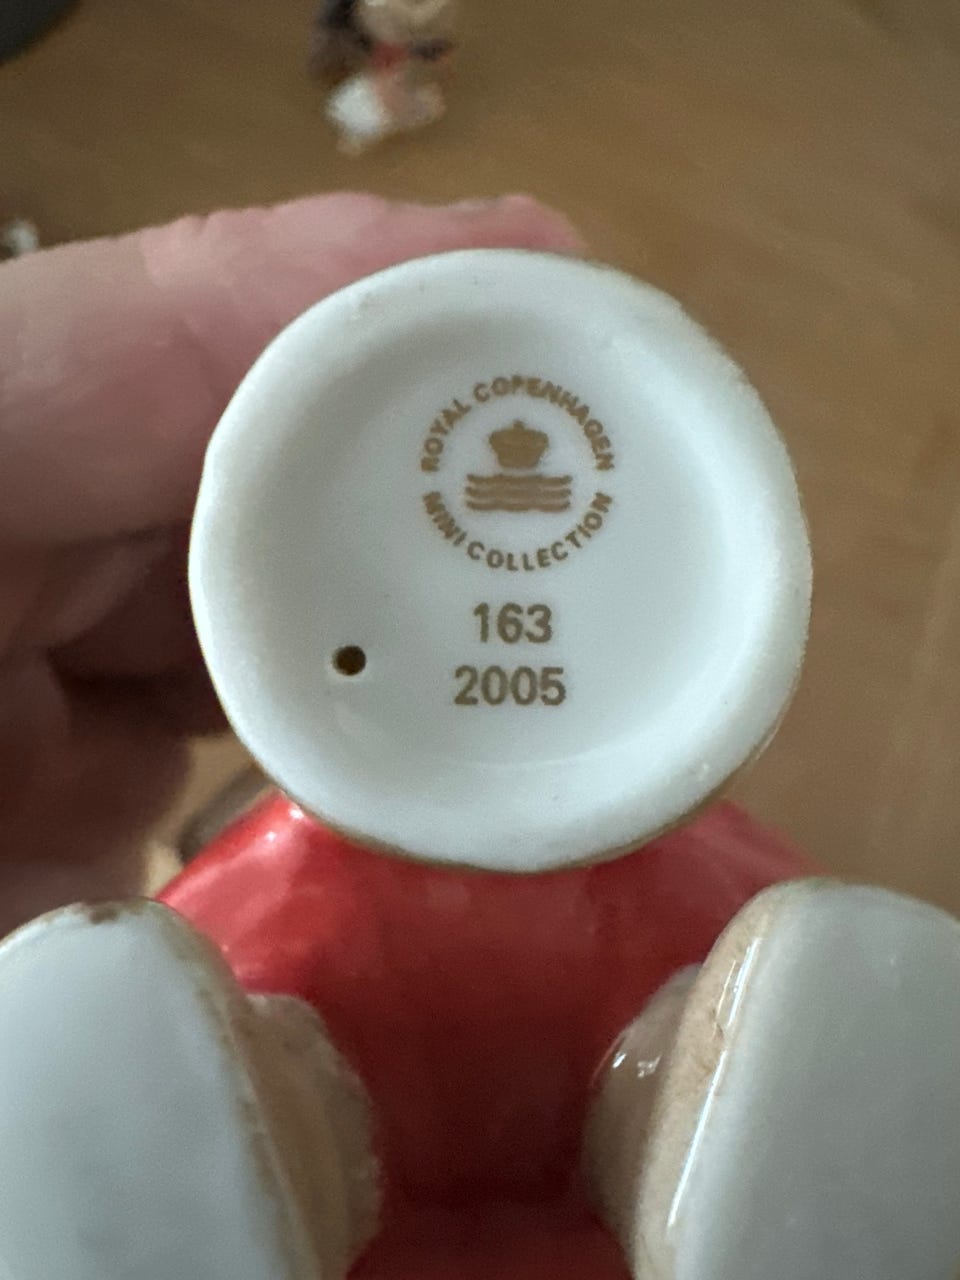 ROYAL COPENHAGEN
MINI COLLECTION
163
2005